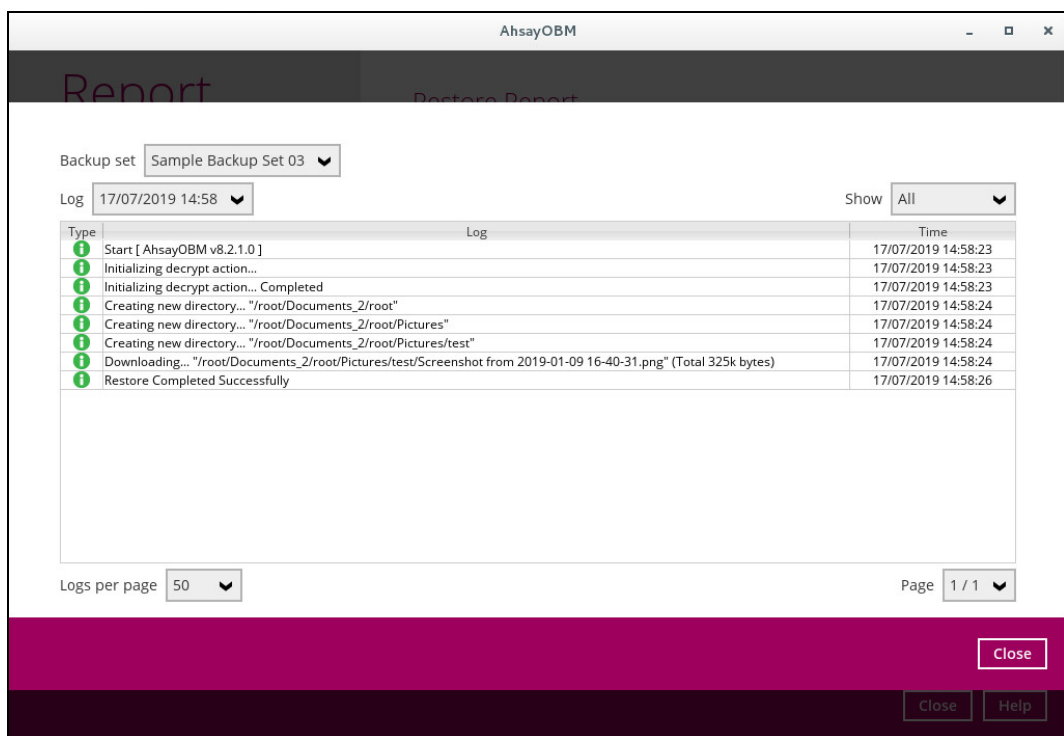 AhsayOBM
Report
Restore Report
Backup set Sample Backup Set 03
Log 17/07/2019 14:58 Show All
Type Log Time
Start [ AhsayOBM v8.2.1.0 ] 17/07/2019 14:58:23
Initializing decrypt action... 17/07/2019 14:58:23
Initializing decrypt action... Completed 17/07/2019 14:58:23
Creating new directory... "/root/Documents_2/root" 17/07/2019 14:58:24
Creating new directory... "/root/Documents_2/root/Pictures" 17/07/2019 14:58:24
Creating new directory... "/root/Documents_2/root/Pictures/test" 17/07/2019 14:58:24
Downloading... "/root/Documents_2/root/Pictures/test/Screenshot from 2019-01-09 16-40-31.png" (Total 325k bytes) 17/07/2019 14:58:24
Restore Completed Successfully 17/07/2019 14:58:26
Logs per page 50 Page 1 / 1
Close
Close Help